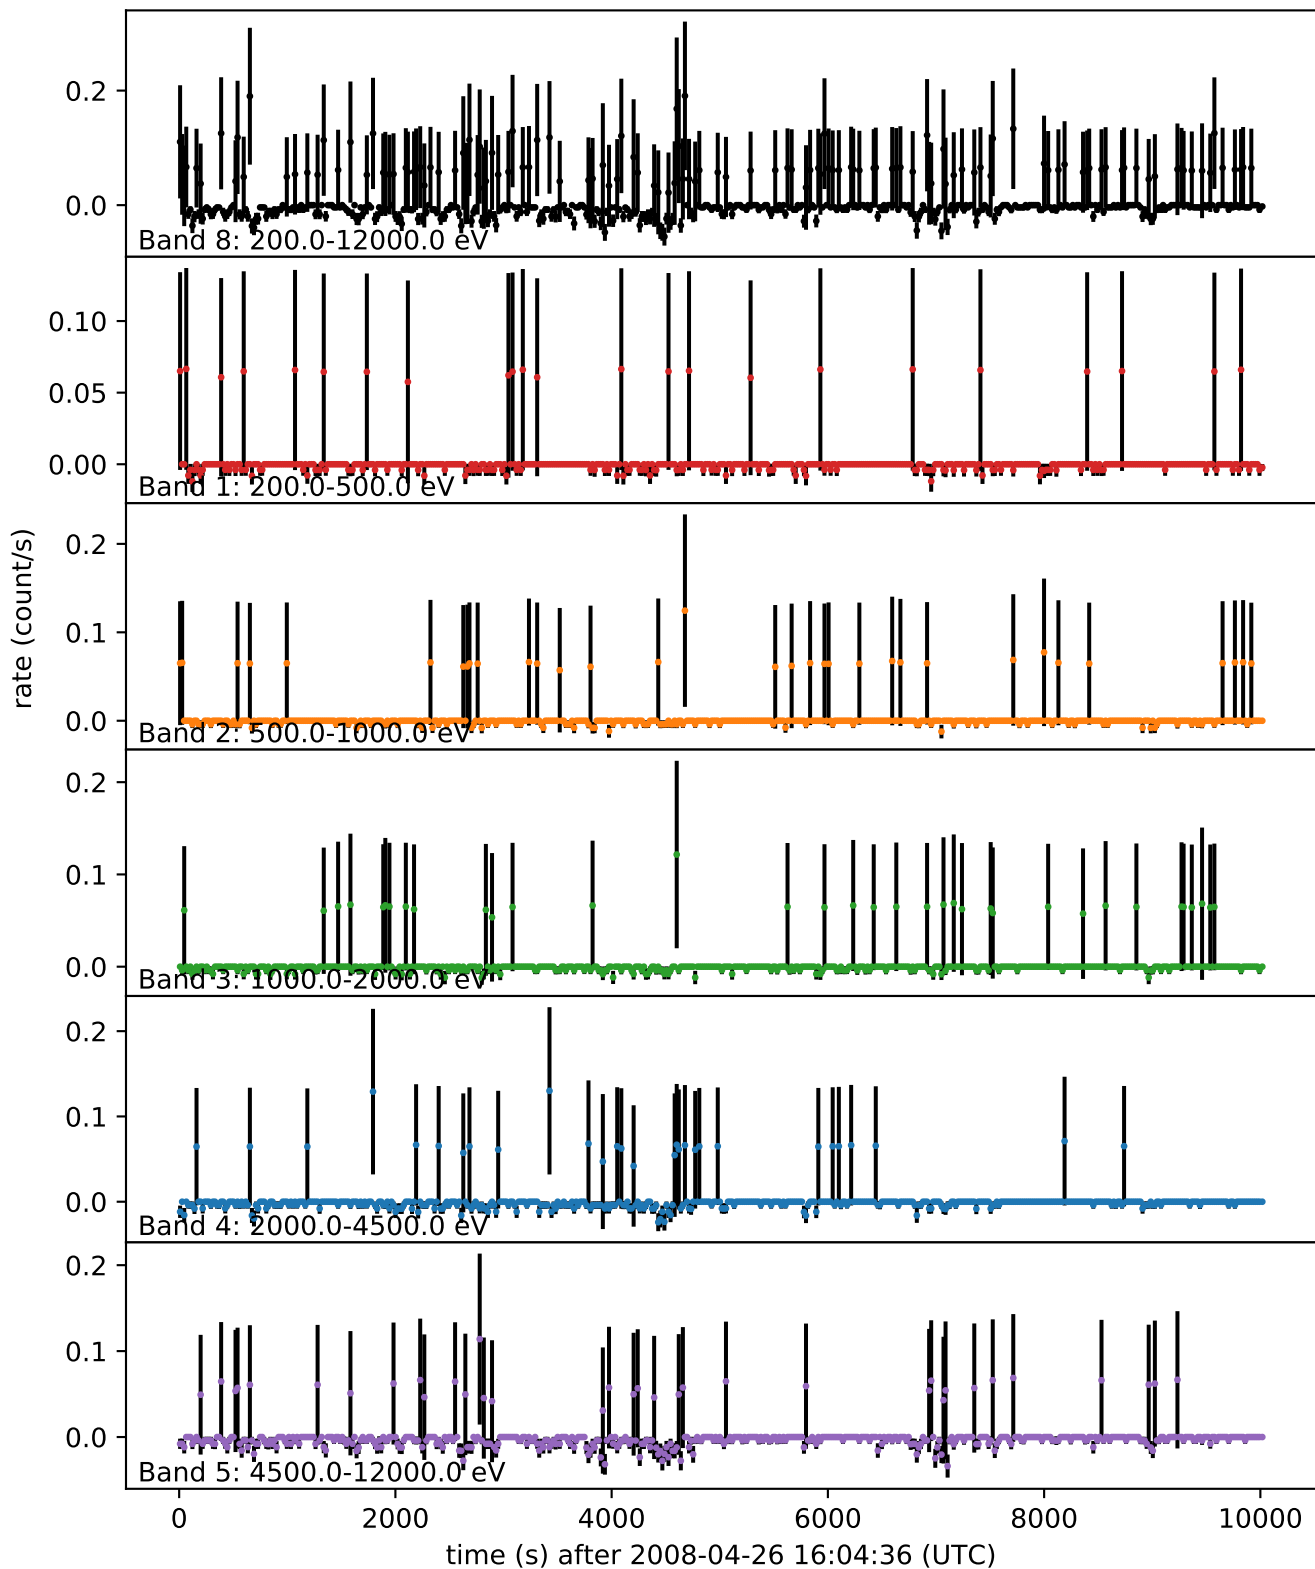 0.2
0.0
Band 8: 200.0-12000.0 eV
0.10
0.05
0.00
Band 1: 200.0-500.0 eV
0.2
0.1
0.0
Band 2: 500.0-1000.0 eV
rate (count/s)
0.2
0.1
0.0
Band 3: 1000.0-2000.0 eV
0.2
0.1
0.0
Band 4: 2000.0-4500.0 eV
0.2
0.1
0.0
Band 5: 4500.0-12000.0 eV
0 2000 4000 6000 8000 10000
time (s) after 2008-04-26 16:04:36 (UTC)